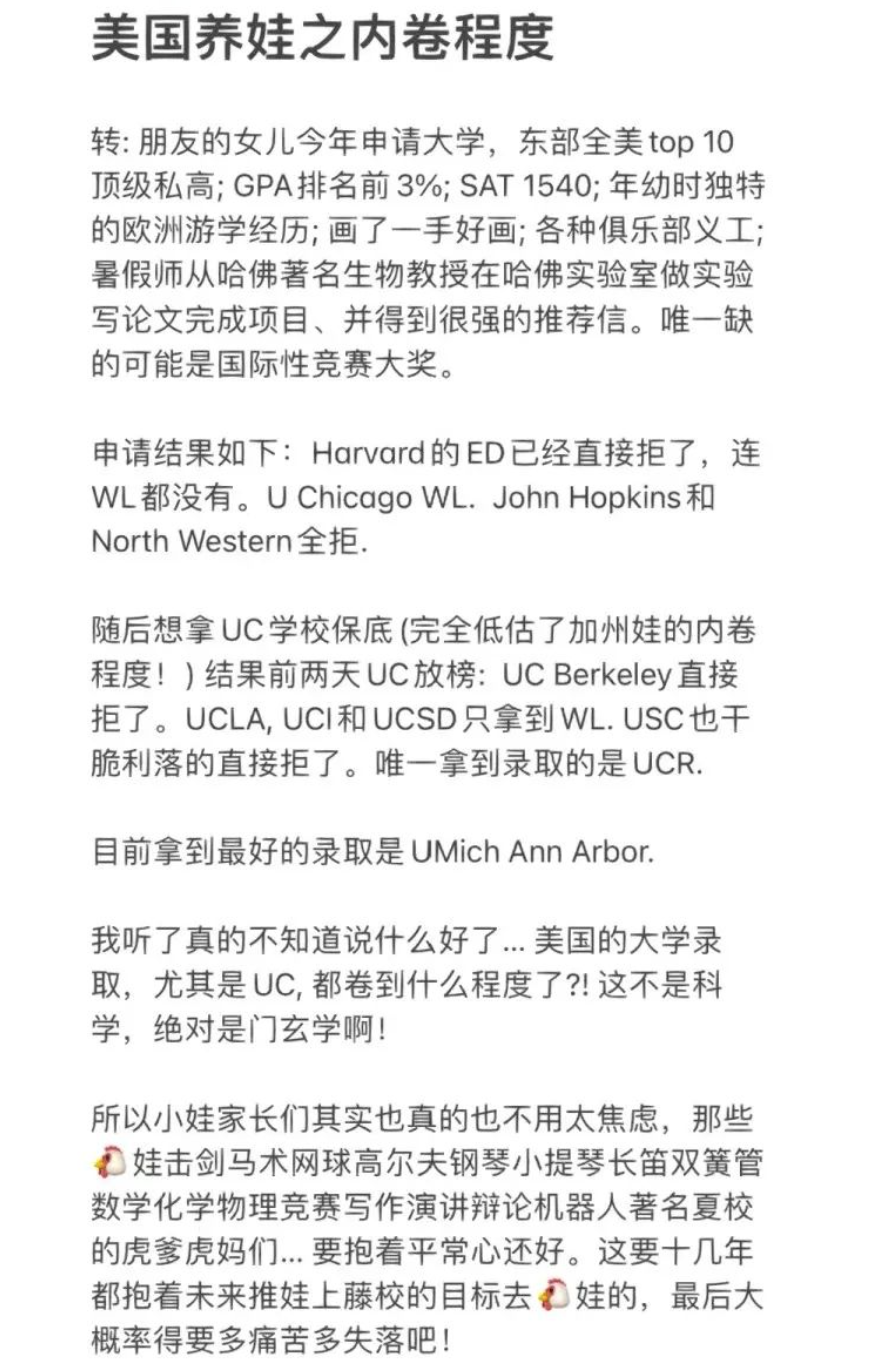 美国养娃之内卷程度
转: 朋友的女儿今年申请大学，东部全美top 10
顶级私高; GPA排名前3%; SAT 1540; 年幼时独特
的欧洲游学经历; 画了一手好画; 各种俱乐部义工;
暑假师从哈佛著名生物教授在哈佛实验室做实验
写论文完成项目、并得到很强的推荐信。唯一缺
的可能是国际性竞赛大奖。
申请结果如下：Harvard的ED已经直接拒了，连
WL都没有。U Chicago WL. John Hopkins和
North Western全拒.
随后想拿UC学校保底 (完全低估了加州娃的内卷
程度！) 结果前两天UC放榜: UC Berkeley直接
拒了。UCLA, UCI和UCSD只拿到WL. USC也干
脆利落的直接拒了。唯一拿到录取的是UCR.
目前拿到最好的录取是UMich Ann Arbor.
我听了真的不知道说什么好了... 美国的大学录
取，尤其是UC, 都卷到什么程度了?! 这不是科
学，绝对是门玄学啊！
所以小娃家长们其实也真的也不用太焦虑，那些
🐔娃击剑马术网球高尔夫钢琴小提琴长笛双簧管
数学化学物理竞赛写作演讲辩论机器人著名夏校
的虎爹虎妈们... 要抱着平常心还好。这要十几年
都抱着未来推娃上藤校的目标去🐔娃的，最后大
概率得要多痛苦多失落吧！